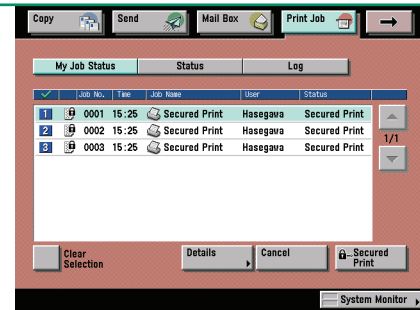 Copy Send Mail Box Print Job
My Job Status Status Log
Job No. Time Job Name User Status
1 0001 15:25 Secured Print Hasegawa Secured Print
2 0002 15:25 Secured Print Hasegawa Secured Print
3 0003 15:25 Secured Print Hasegawa Secured Print
1/1
Clear Selection Details Cancel Secured Print
System Monitor